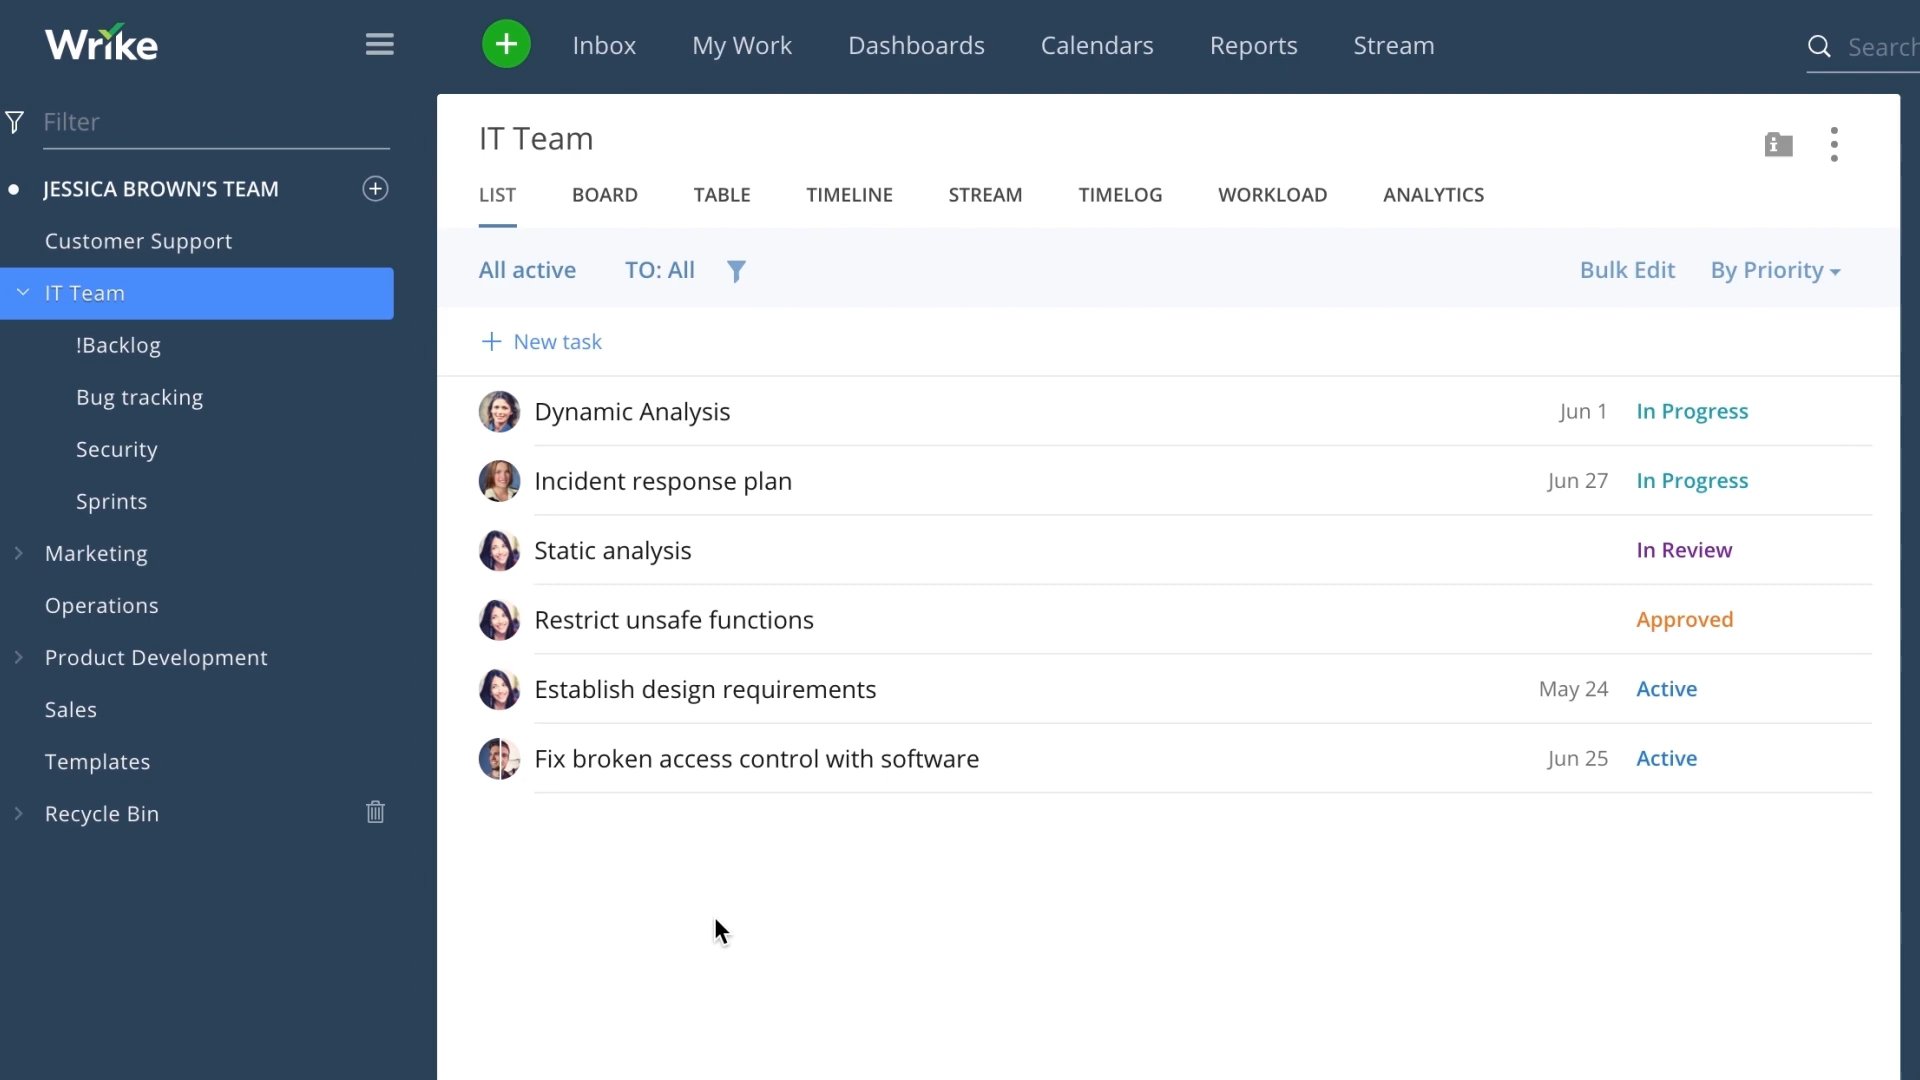 Wrike
Inbox My Work Dashboards Calendars Reports Stream
Search
Filter
JESSICA BROWN'S TEAM
Customer Support
IT Team
!Backlog
Bug tracking
Security
Sprints
Marketing
Operations
Product Development
Sales
Templates
Recycle Bin
IT Team
LIST BOARD TABLE TIMELINE STREAM TIMELOG WORKLOAD ANALYTICS
All active TO: All Bulk Edit By Priority
New task
Dynamic Analysis Jun 1 In Progress
Incident response plan Jun 27 In Progress
Static analysis In Review
Restrict unsafe functions Approved
Establish design requirements May 24 Active
Fix broken access control with software Jun 25 Active